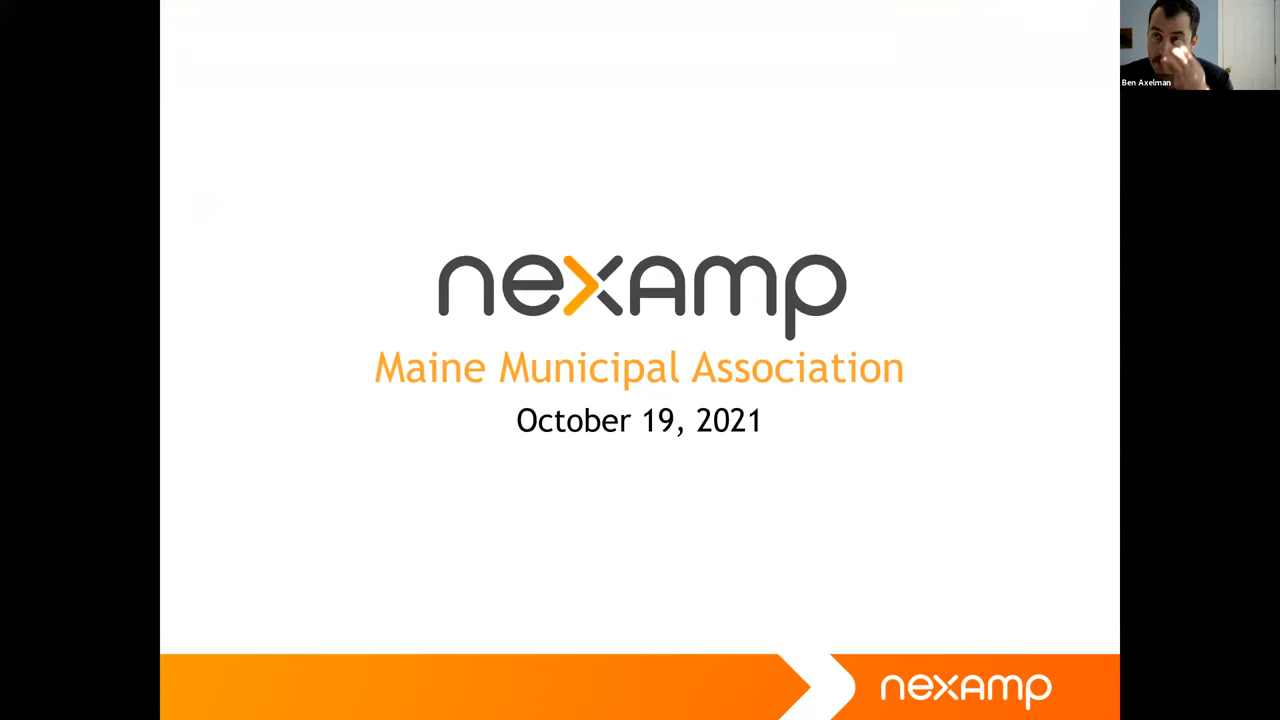 Ben Axelman
nexamp
Maine Municipal Association
October 19, 2021
nexamp